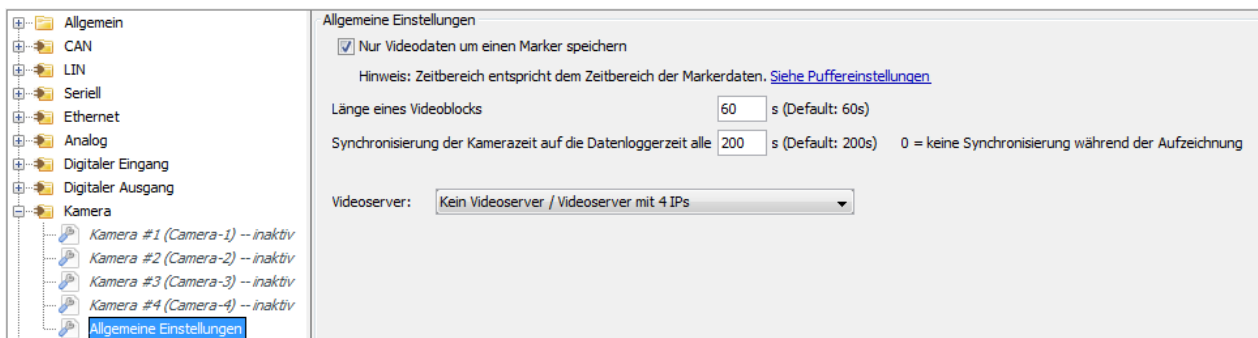 Allgemein
CAN
LIN
Seriell
Ethernet
Analog
Digitaler Eingang
Digitaler Ausgang
Kamera
Kamera #1 (Camera-1) -- inaktiv
Kamera #2 (Camera-2) -- inaktiv
Kamera #3 (Camera-3) -- inaktiv
Kamera #4 (Camera-4) -- inaktiv
Allgemeine Einstellungen
Allgemeine Einstellungen
Nur Videodaten um einen Marker speichern
Hinweis: Zeitbereich entspricht dem Zeitbereich der Markerdaten. Siehe Puffereinstellungen
Länge eines Videoblocks 60 s (Default: 60s)
Synchronisierung der Kamerazeit auf die Datenloggerzeit alle 200 s (Default: 200s) 0 = keine Synchronisierung während der Aufzeichnung
Videoserver: Kein Videoserver / Videoserver mit 4 IPs